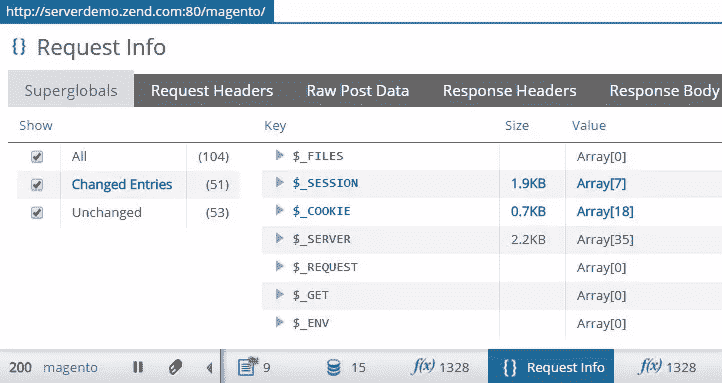 http://serverdemo.zend.com:80/magento/
{} Request Info
Superglobals Request Headers Raw Post Data Response Headers Response Body
Show Key Size Value
All (104) $_FILES Array[0]
Changed Entries (51) $_SESSION 1.9KB Array[7]
Unchanged (53) $_COOKIE 0.7KB Array[18]
$_SERVER 2.2KB Array[35]
$_REQUEST Array[0]
$_GET Array[0]
$_ENV Array[0]
200 magento 9 15 f(x) 1328 {} Request Info f(x) 1328